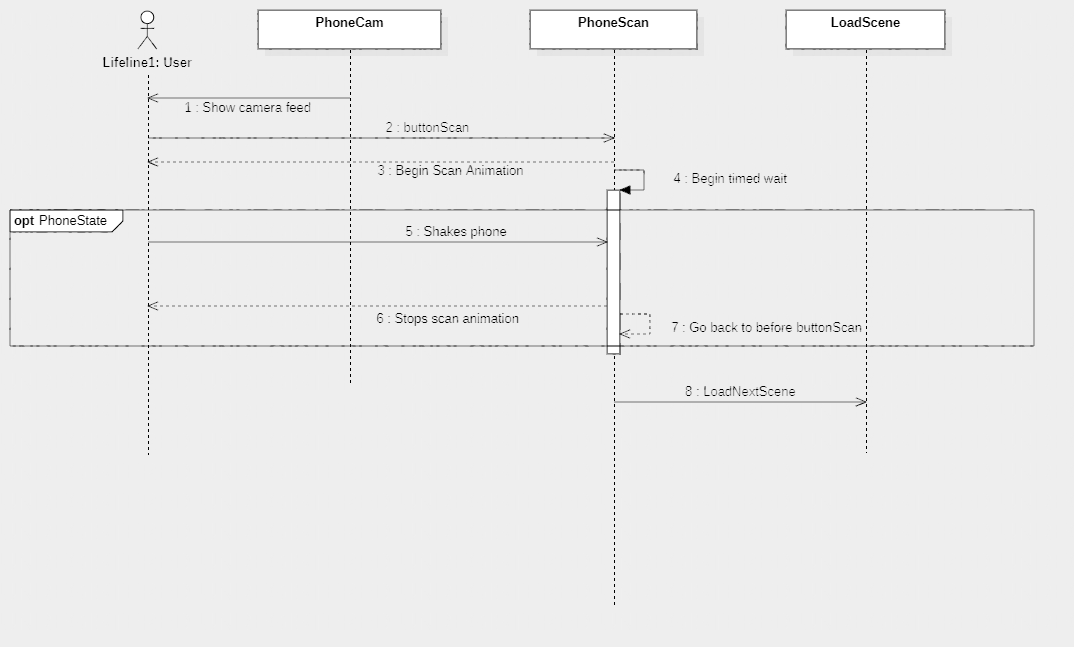 PhoneCam
PhoneScan
LoadScene
Lifeline1: User
1 : Show camera feed
2 : buttonScan
3 : Begin Scan Animation
4 : Begin timed wait
opt PhoneState
5 : Shakes phone
6 : Stops scan animation
7 : Go back to before buttonScan
8 : LoadNextScene